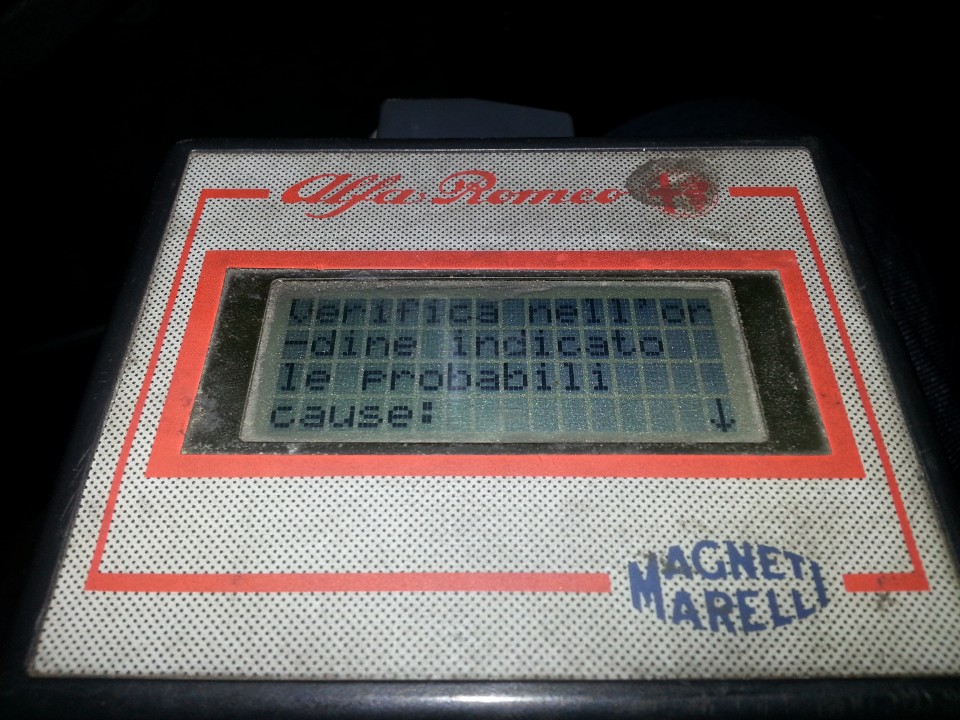 Alfa Romeo
Verifica nell'or
-dine indicato
le probabili
cause: ↓
MAGNETI
MARELLI